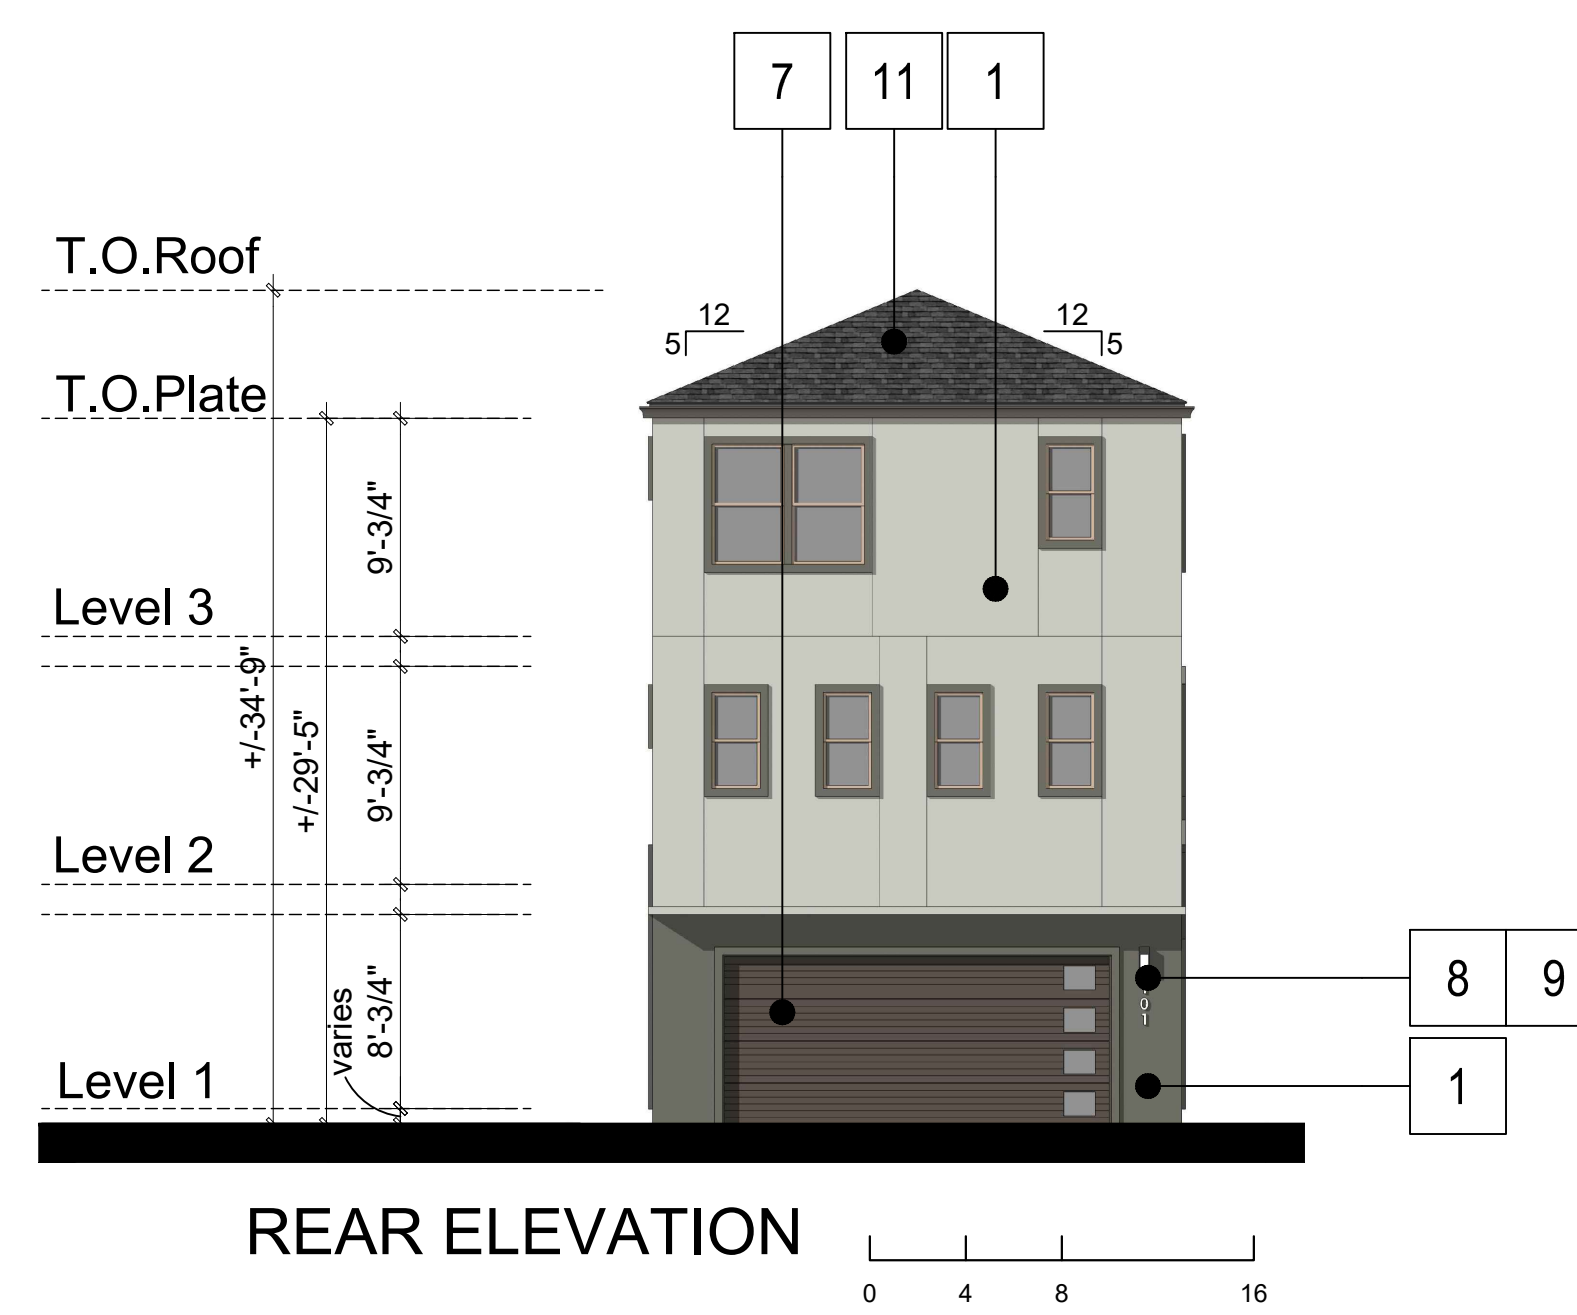 7 11 1
T.O.Roof
12 12
5 5
T.O.Plate
9'-3/4"
Level 3
+/-34'-9"
+/-29'-5"
9'-3/4"
Level 2
8 9
varies
8'-3/4"
0
1
Level 1
1
REAR ELEVATION
0 4 8 16